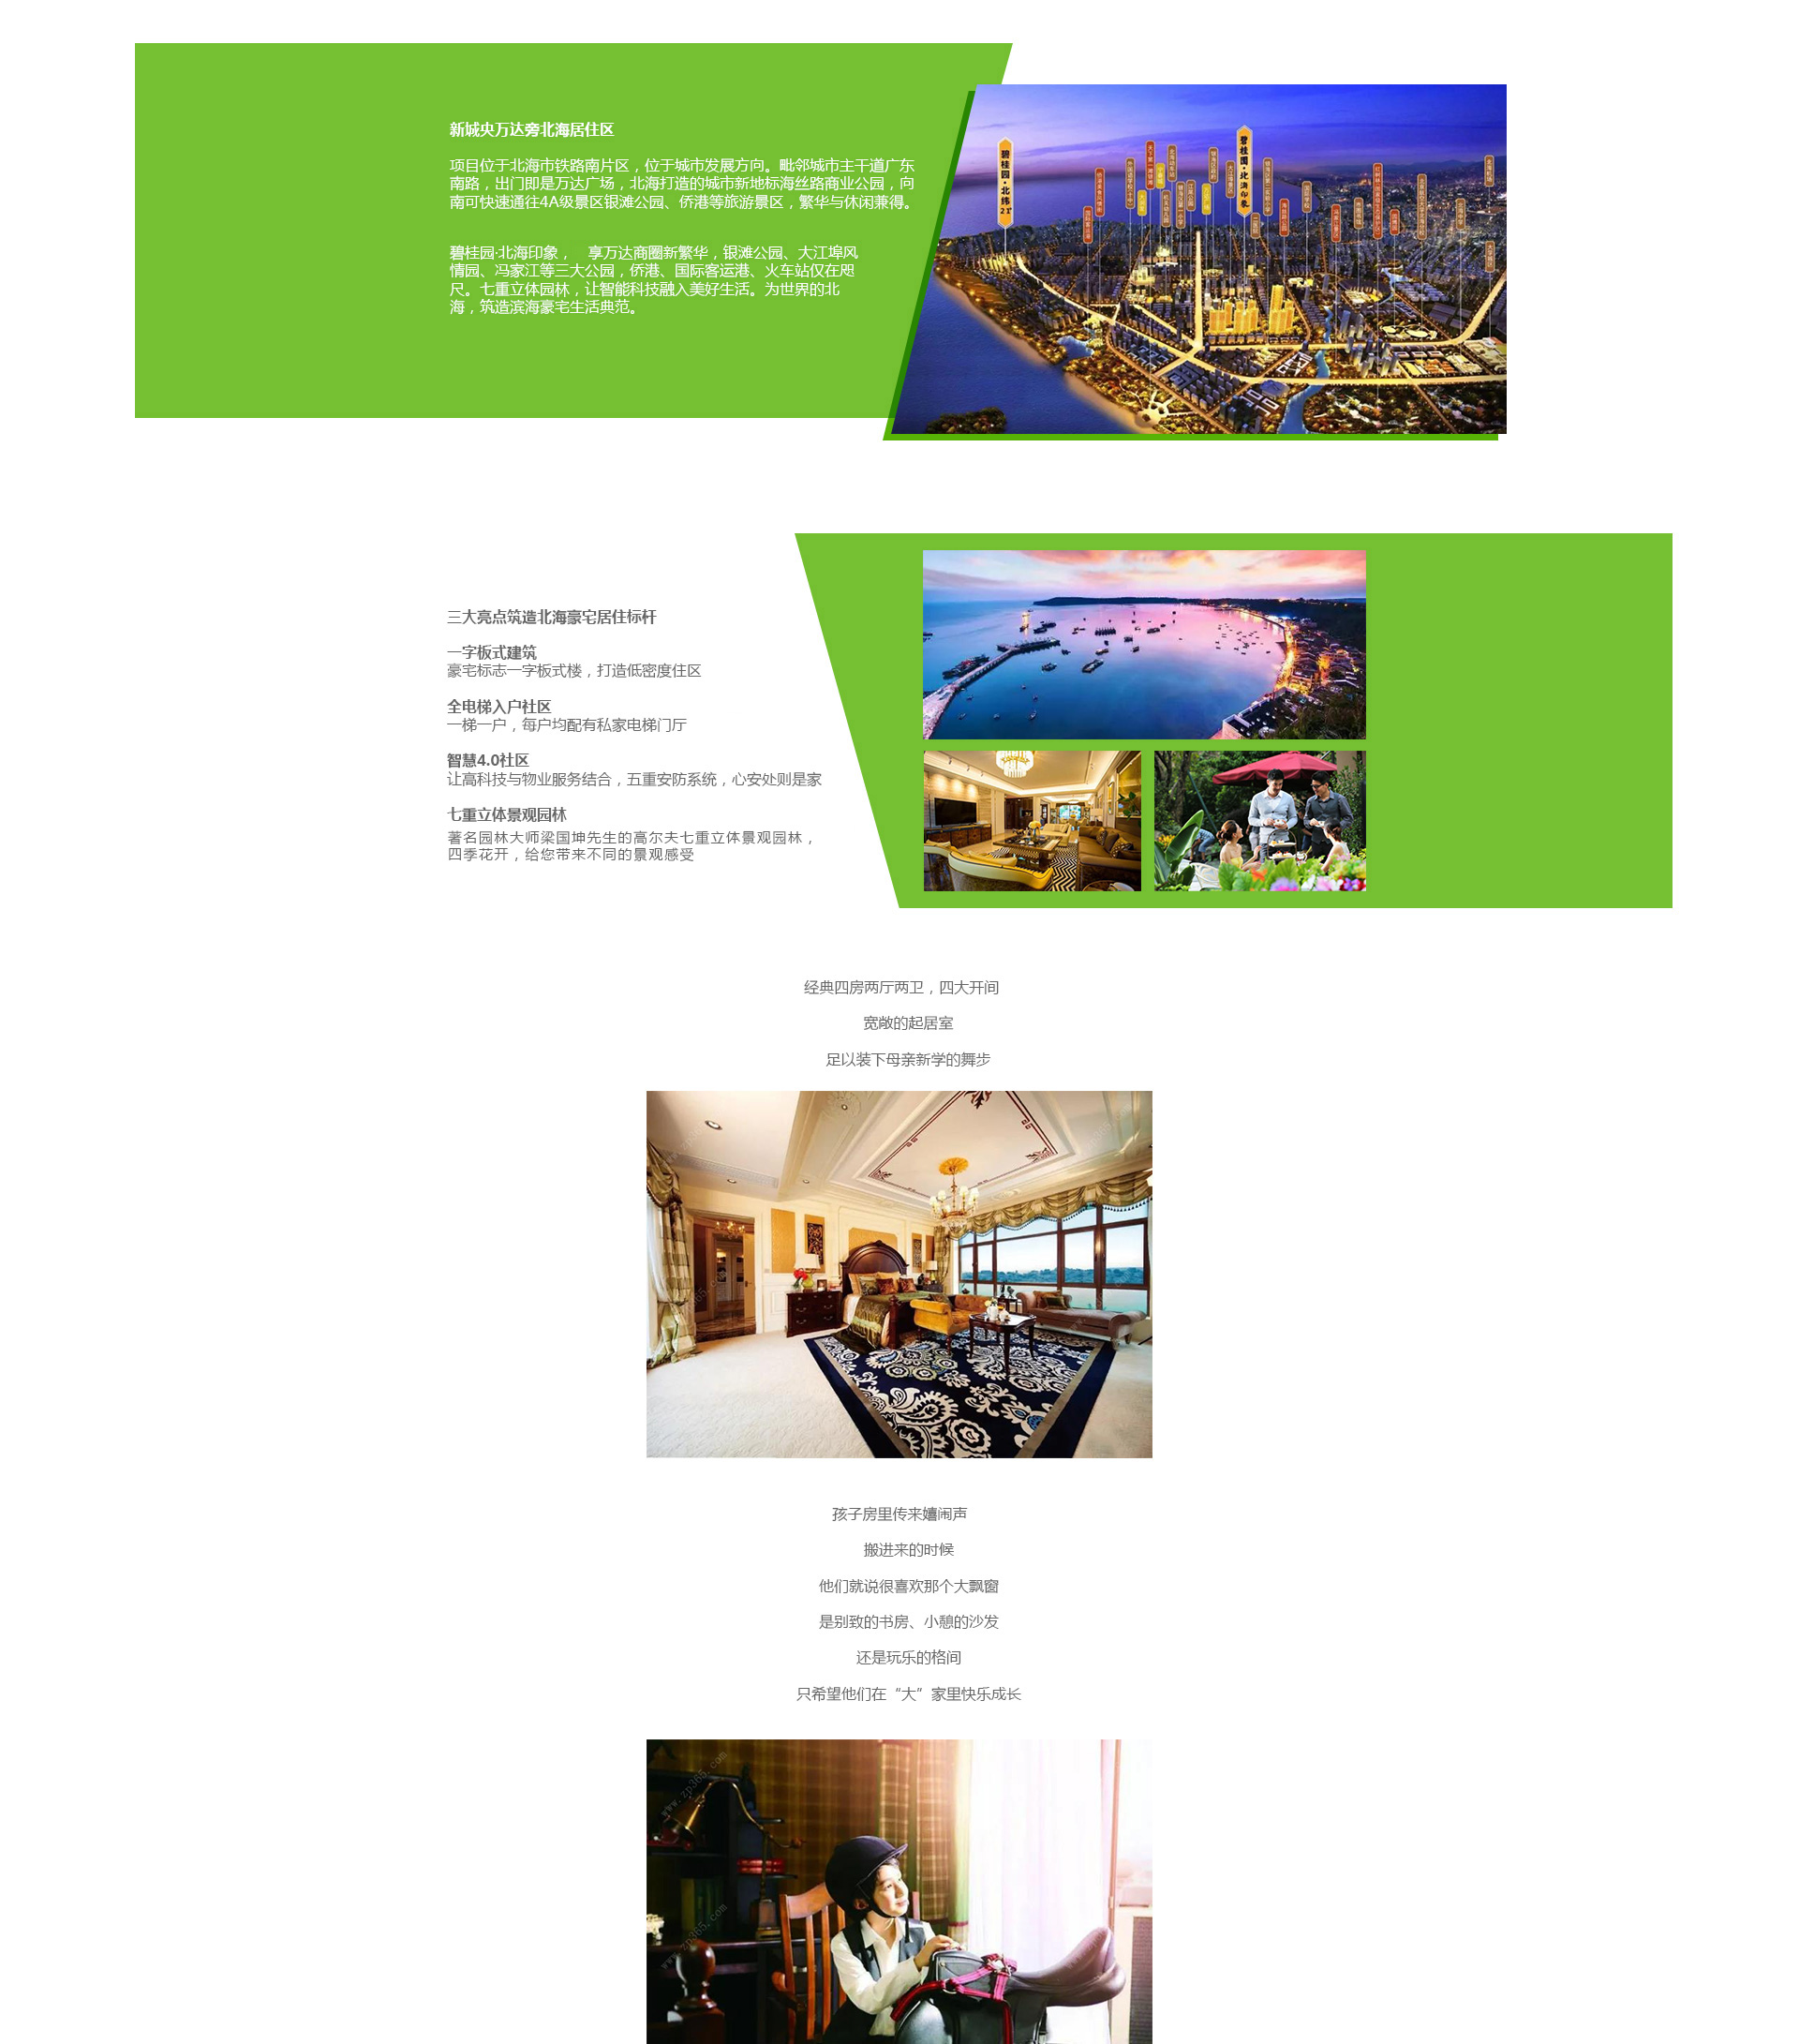 新城央万达旁北海居住区
项目位于北海市铁路南片区，位于城市发展方向。毗邻城市主干道广东
南路，出门即是万达广场，北海打造的城市新地标海丝路商业公园，向
南可快速通往4A级景区银滩公园、侨港等旅游景区，繁华与休闲兼得。
碧桂园·北海印象， 享万达商圈新繁华，银滩公园、大江埠风
情园、冯家江等三大公园，侨港、国际客运港、火车站仅在咫
尺。七重立体园林，让智能科技融入美好生活。为世界的北
海，筑造滨海豪宅生活典范。
碧桂园·北纬21°
碧桂园·北海印象
三大亮点筑造北海豪宅居住标杆
一字板式建筑
豪宅标志一字板式楼，打造低密度住区
全电梯入户社区
一梯一户，每户均配有私家电梯门厅
智慧4.0社区
让高科技与物业服务结合，五重安防系统，心安处则是家
七重立体景观园林
著名园林大师梁国坤先生的高尔夫七重立体景观园林，
四季花开，给您带来不同的景观感受
经典四房两厅两卫，四大开间
宽敞的起居室
足以装下母亲新学的舞步
孩子房里传来嬉闹声
搬进来的时候
他们就说很喜欢那个大飘窗
是别致的书房、小憩的沙发
还是玩乐的格间
只希望他们在“大”家里快乐成长
www.zp365.com
www.zp365.com